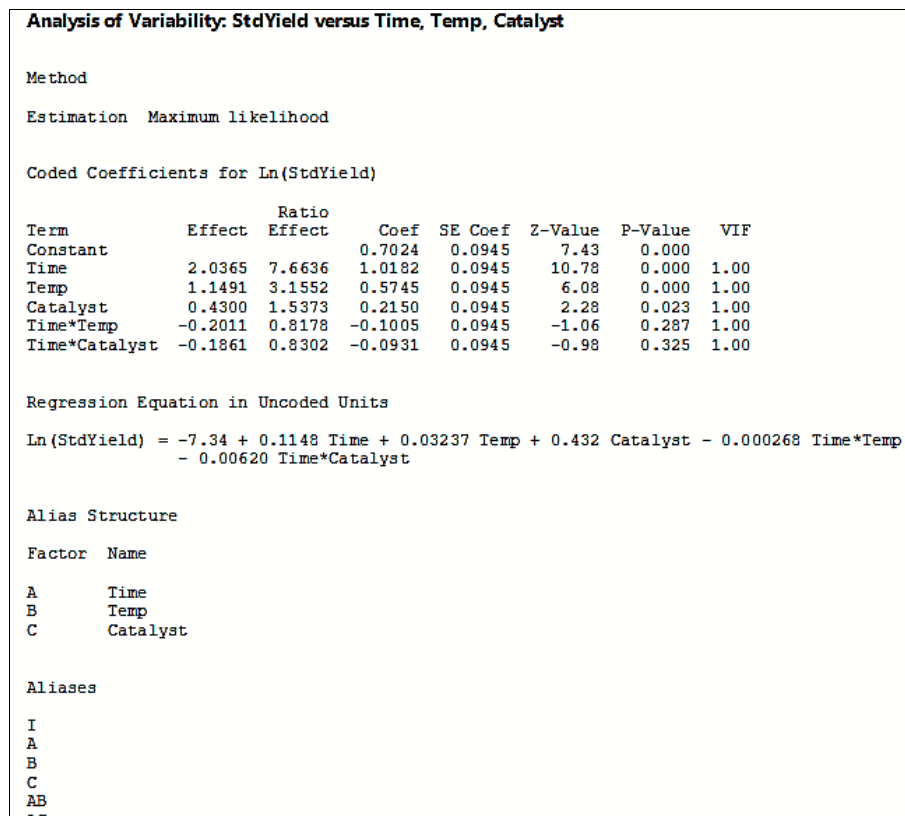 Analysis of Variability: StdYield versus Time, Temp, Catalyst
Method
Estimation  Maximum likelihood
Coded Coefficients for Ln(StdYield)
Ratio
Term  Effect  Effect  Coef  SE Coef  Z-Value  P-Value  VIF
Constant  0.7024  0.0945  7.43  0.000
Time  2.0365  7.6636  1.0182  0.0945  10.78  0.000  1.00
Temp  1.1491  3.1552  0.5745  0.0945  6.08  0.000  1.00
Catalyst  0.4300  1.5373  0.2150  0.0945  2.28  0.023  1.00
Time*Temp  -0.2011  0.8178  -0.1005  0.0945  -1.06  0.287  1.00
Time*Catalyst  -0.1861  0.8302  -0.0931  0.0945  -0.98  0.325  1.00
Regression Equation in Uncoded Units
Ln(StdYield) = -7.34 + 0.1148 Time + 0.03237 Temp + 0.432 Catalyst - 0.000268 Time*Temp
- 0.00620 Time*Catalyst
Alias Structure
Factor  Name
A  Time
B  Temp
C  Catalyst
Aliases
I
A
B
C
AB